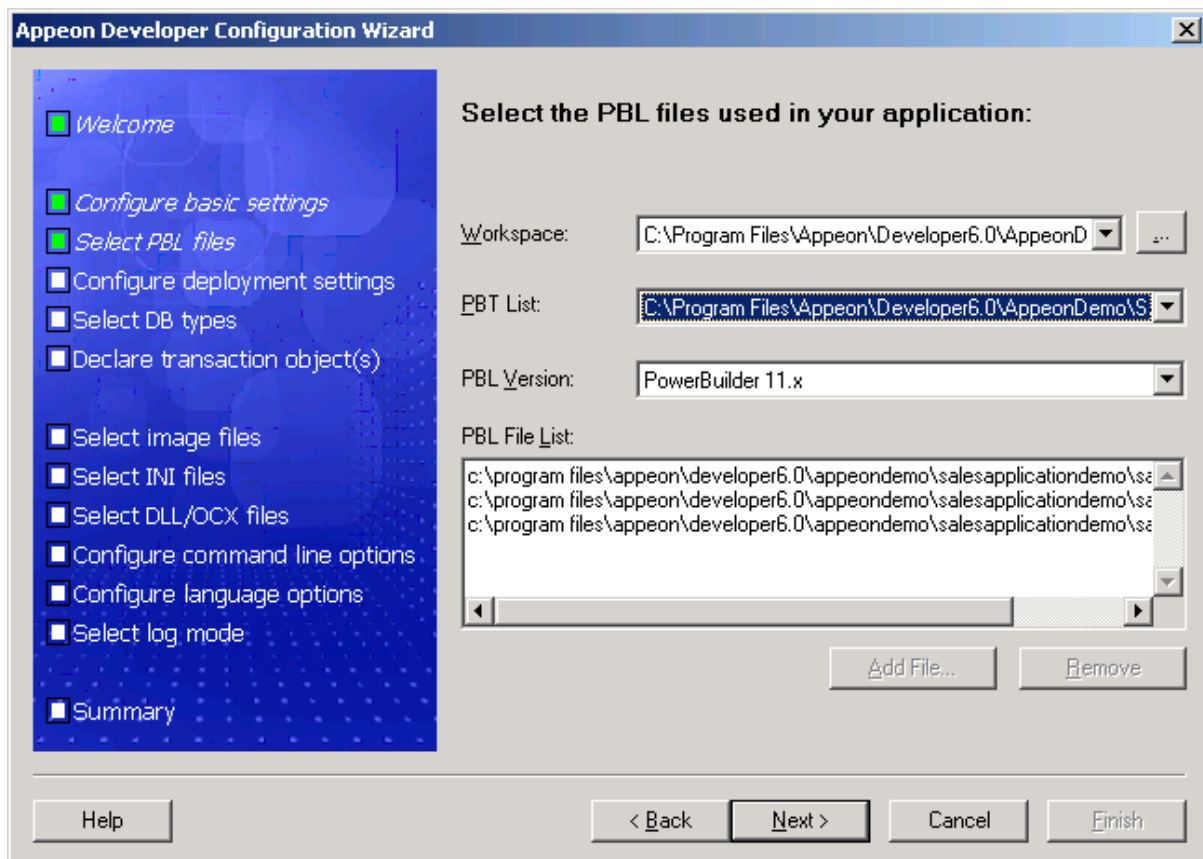 Appeon Developer Configuration Wizard
Welcome
Configure basic settings
Select PBL files
Configure deployment settings
Select DB types
Declare transaction object(s)
Select image files
Select INI files
Select DLL/OCX files
Configure command line options
Configure language options
Select log mode
Summary
Select the PBL files used in your application:
Workspace:
C:\Program Files\Appeon\Developer6.0\AppeonD
...
PBT List:
C:\Program Files\Appeon\Developer6.0\AppeonDemo\S
PBL Version:
PowerBuilder 11.x
PBL File List:
c:\program files\appeon\developer6.0\appeondemo\salesapplicationdemo\sa
c:\program files\appeon\developer6.0\appeondemo\salesapplicationdemo\sa
c:\program files\appeon\developer6.0\appeondemo\salesapplicationdemo\sa
Add File...
Remove
Help
< Back
Next >
Cancel
Finish